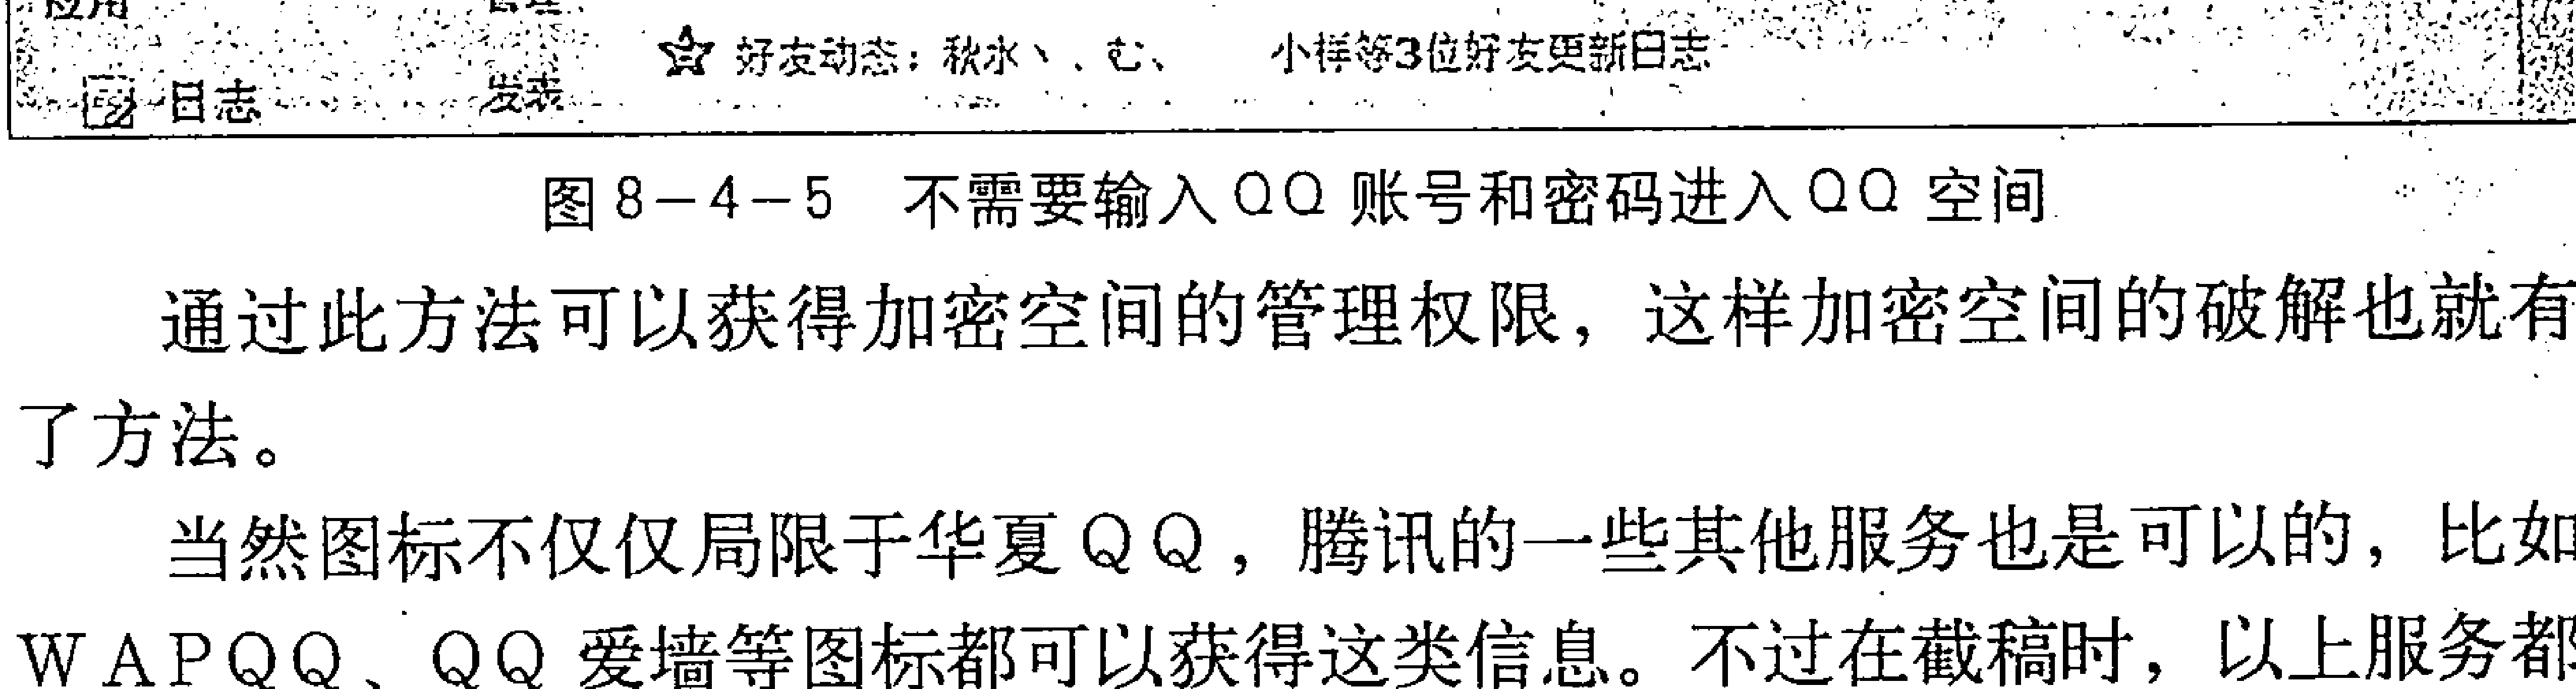 应用
好友动态：秋水丶、む、 小样等3位好友更新日志
日志 发表
图8-4-5 不需要输入QQ账号和密码进入QQ空间
通过此方法可以获得加密空间的管理权限，这样加密空间的破解也就有
了方法。
当然图标不仅仅局限于华夏QQ，腾讯的一些其他服务也是可以的，比如
WAPQQ、QQ爱墙等图标都可以获得这类信息。不过在截稿时，以上服务都